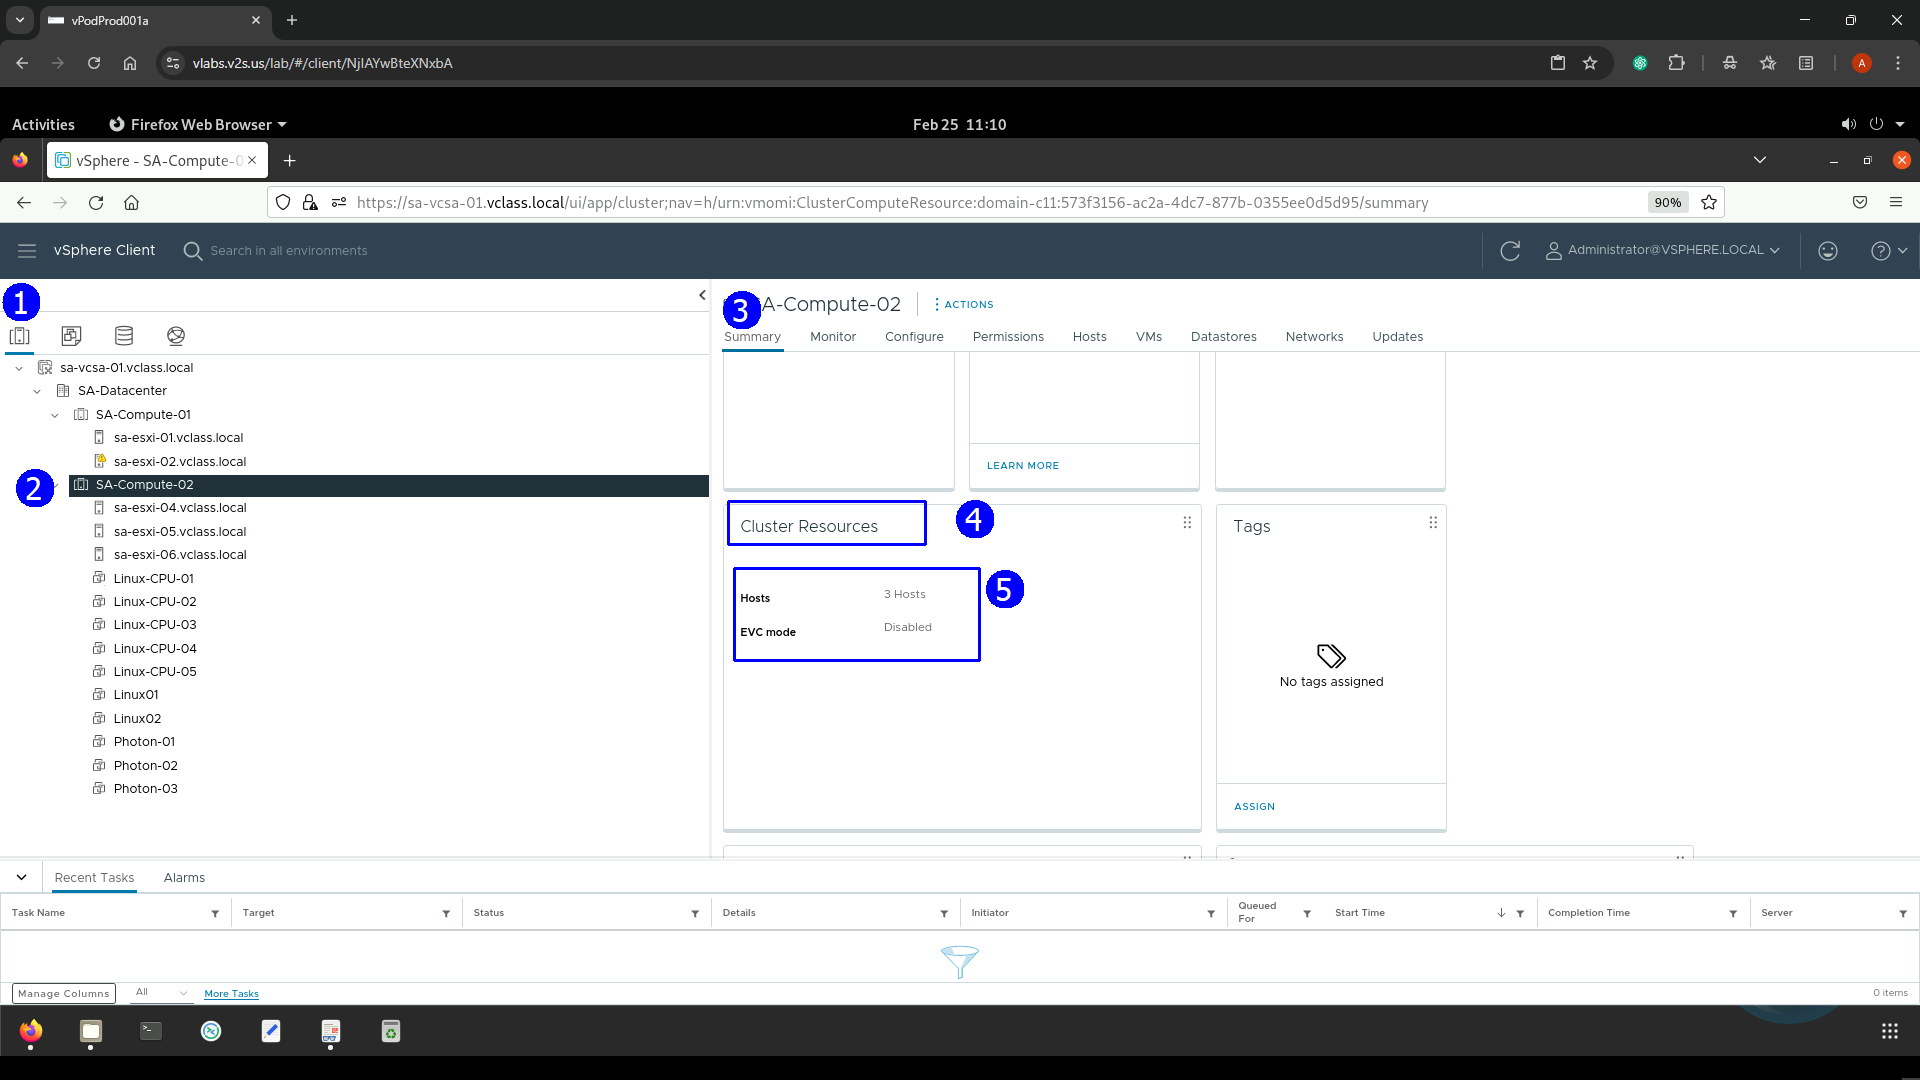 vPodProd001a
vlabs.v2s.us/lab/#/client/NjIAYwBteXNxbA
A
Activities
Firefox Web Browser
Feb 25 11:10
vSphere - SA-Compute-0
https://sa-vcsa-01.vclass.local/ui/app/cluster;nav=h/urn:vmomi:ClusterComputeResource:domain-c11:573f3156-ac2a-4dc7-877b-0355ee0d5d95/summary
90%
vSphere Client
Search in all environments
Administrator@VSPHERE.LOCAL
1
3
A-Compute-02
ACTIONS
Summary Monitor Configure Permissions Hosts VMs Datastores Networks Updates
sa-vcsa-01.vclass.local
SA-Datacenter
SA-Compute-01
sa-esxi-01.vclass.local
sa-esxi-02.vclass.local
2
SA-Compute-02
sa-esxi-04.vclass.local
sa-esxi-05.vclass.local
sa-esxi-06.vclass.local
Linux-CPU-01
Linux-CPU-02
Linux-CPU-03
Linux-CPU-04
Linux-CPU-05
Linux01
Linux02
Photon-01
Photon-02
Photon-03
LEARN MORE
Cluster Resources
4
Hosts 3 Hosts
EVC mode Disabled
5
Tags
No tags assigned
ASSIGN
Recent Tasks Alarms
Task Name Target Status Details Initiator Queued For Start Time Completion Time Server
Manage Columns All More Tasks 0 items